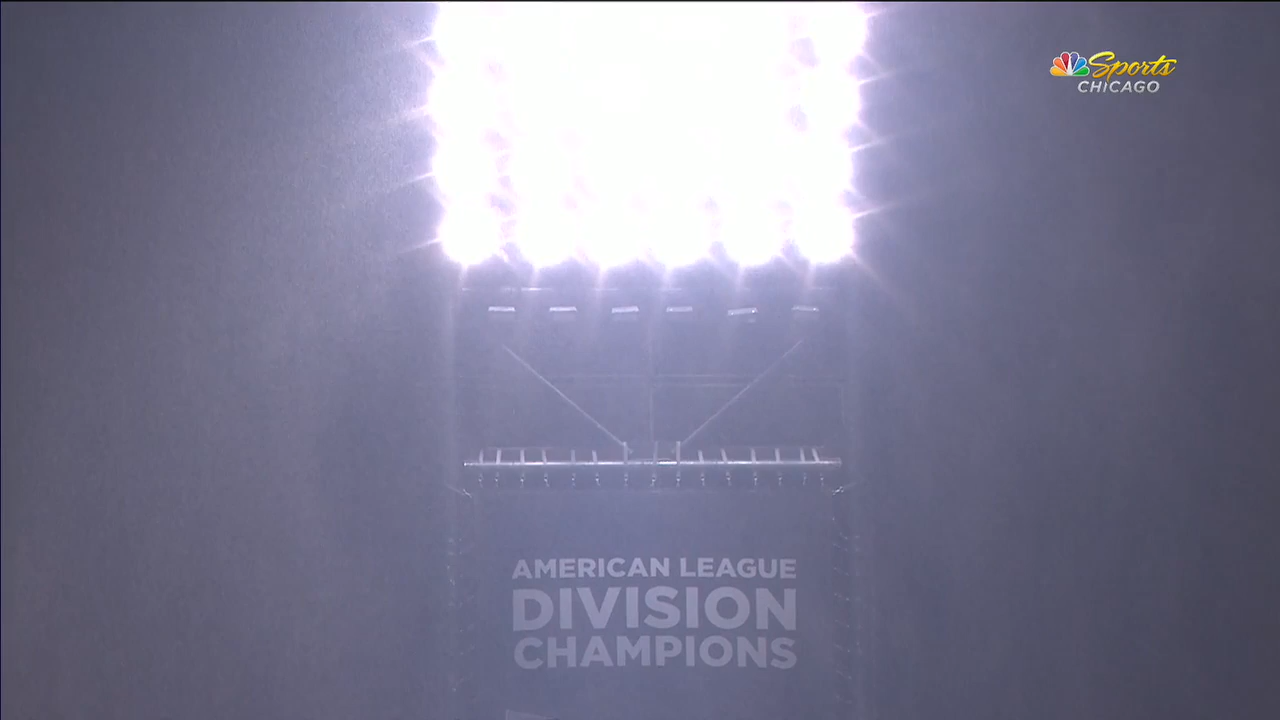 Sports
CHICAGO
AMERICAN LEAGUE
DIVISION
CHAMPIONS